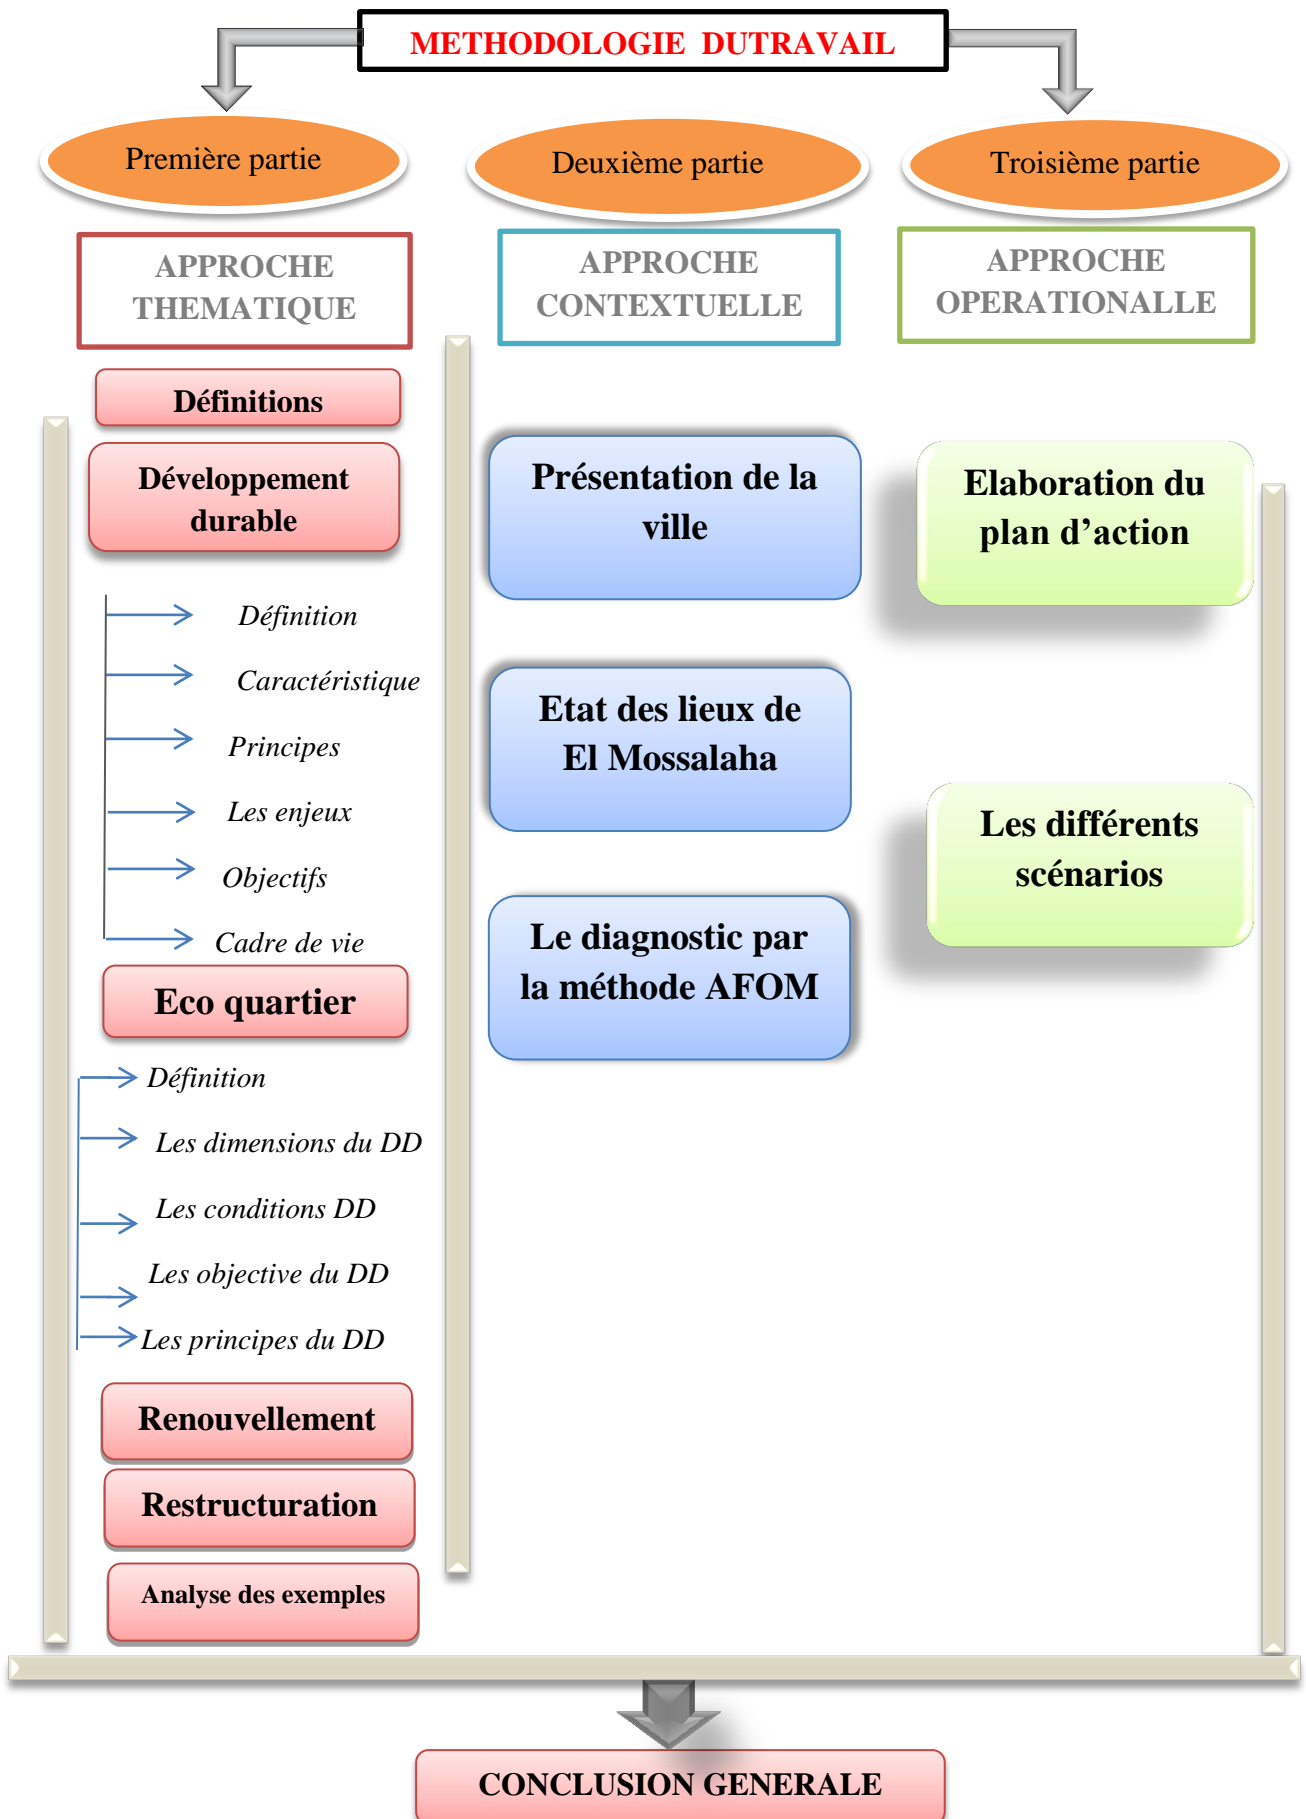 METHODOLOGIE DUTRAVAIL
Première partie
APPROCHE
THEMATIQUE
Définitions
Développement
durable
Définition
Caractéristique
Principes
Les enjeux
Objectifs
Cadre de vie
Eco quartier
Définition
Les dimensions du DD
Les conditions DD
Les objective du DD
Les principes du DD
Renouvellement
Restructuration
Analyse des exemples
Deuxième partie
APPROCHE
CONTEXTUELLE
Présentation de la
ville
Etat des lieux de
El Mossalaha
Le diagnostic par
la méthode AFOM
Troisième partie
APPROCHE
OPERATIONALLE
Elaboration du
plan d’action
Les différents
scénarios
CONCLUSION GENERALE